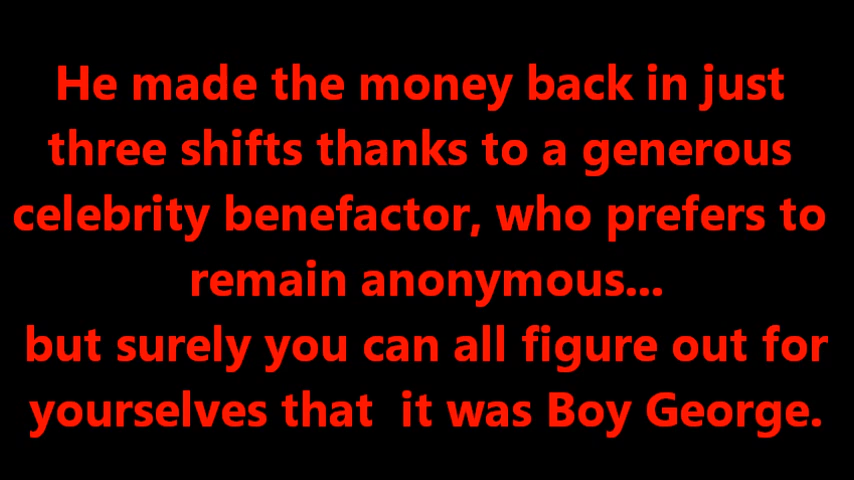 He made the money back in just
three shifts thanks to a generous
celebrity benefactor, who prefers to
remain anonymous...
but surely you can all figure out for
yourselves that  it was Boy George.